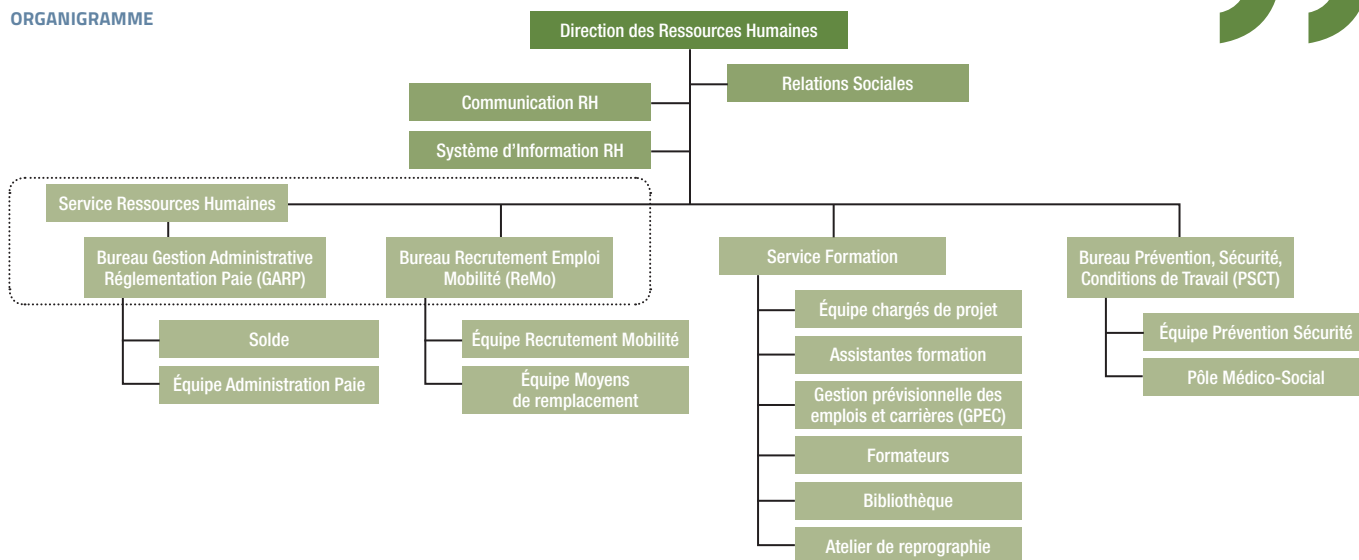 ORGANIGRAMME
Direction des Ressources Humaines
Relations Sociales
Communication RH
Système d'Information RH
Service Ressources Humaines
Bureau Gestion Administrative
Réglementation Paie (GARP)
Solde
Équipe Administration Paie
Bureau Recrutement Emploi
Mobilité (ReMo)
Équipe Recrutement Mobilité
Équipe Moyens
de remplacement
Service Formation
Équipe chargés de projet
Assistantes formation
Gestion prévisionnelle des
emplois et carrières (GPEC)
Formateurs
Bibliothèque
Atelier de reprographie
Bureau Prévention, Sécurité,
Conditions de Travail (PSCT)
Équipe Prévention Sécurité
Pôle Médico-Social